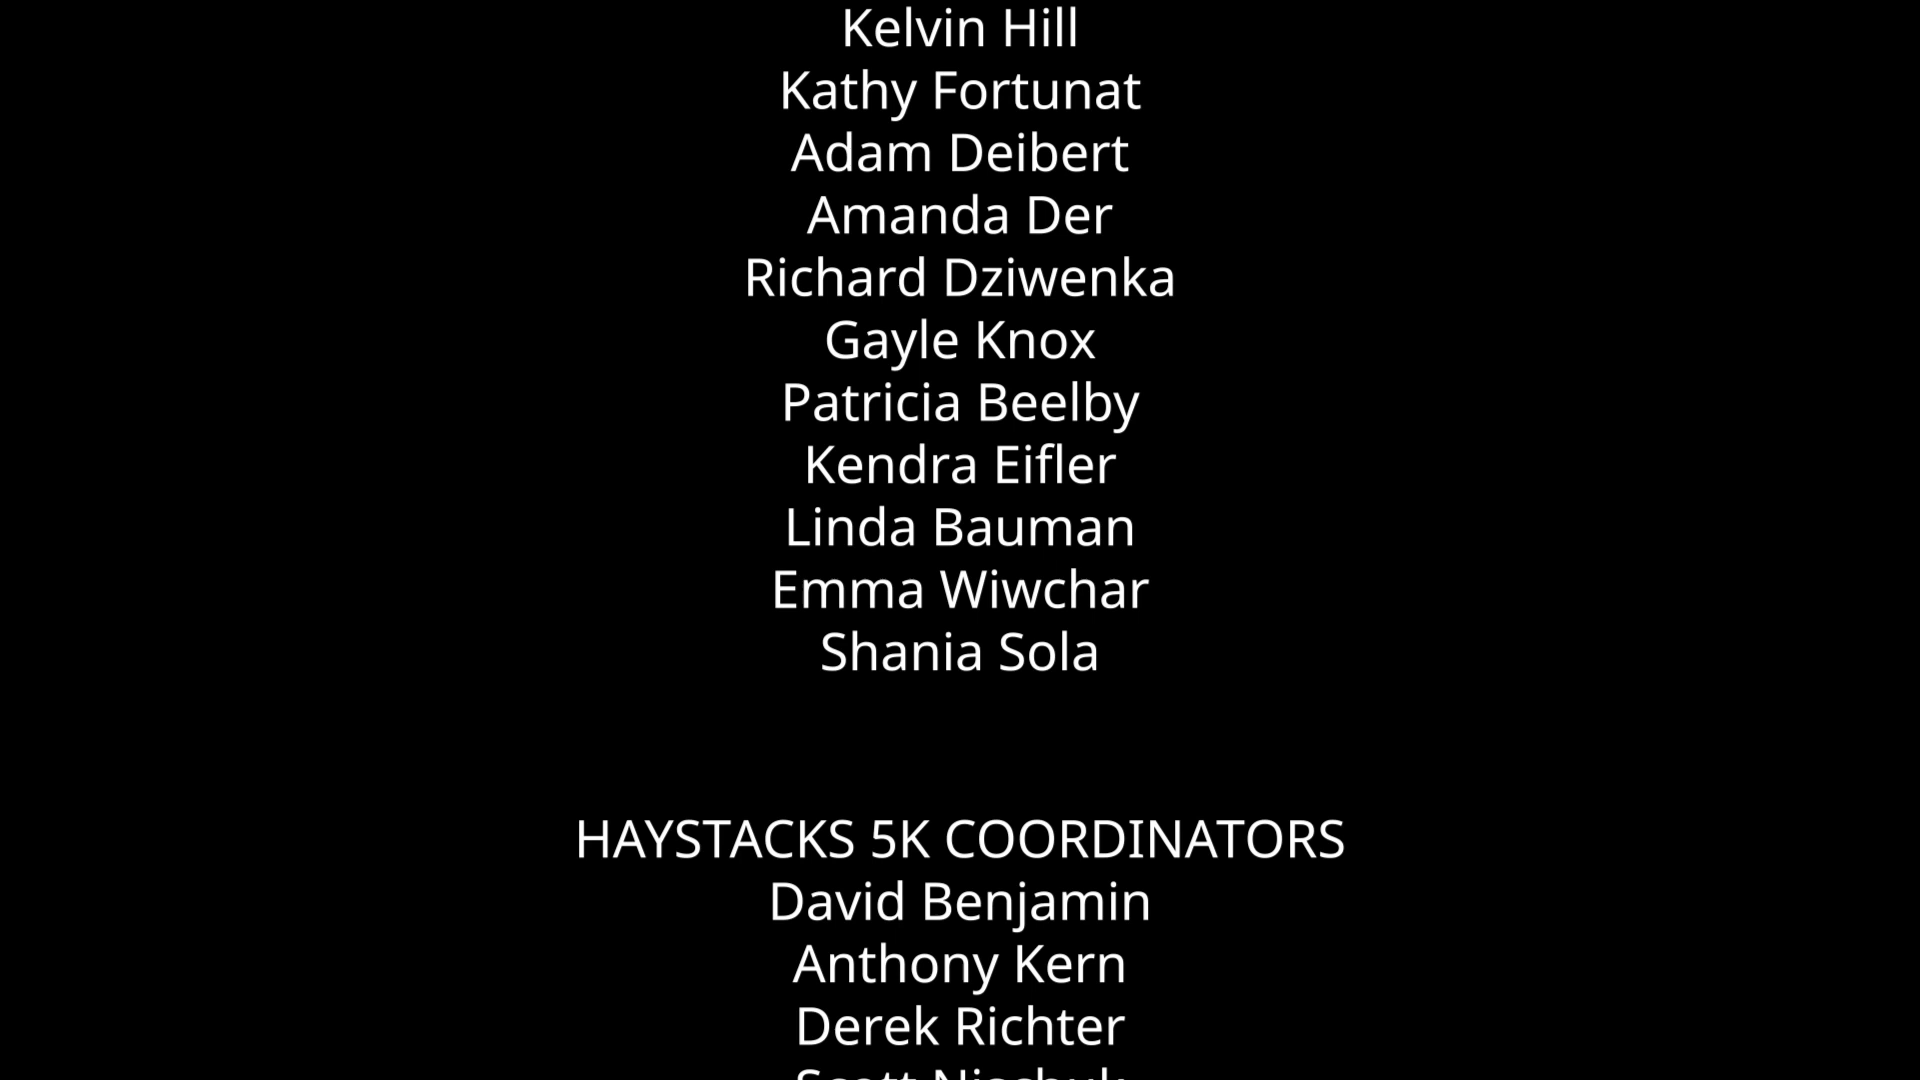 Kelvin Hill
Kathy Fortunat
Adam Deibert
Amanda Der
Richard Dziwenka
Gayle Knox
Patricia Beelby
Kendra Eifler
Linda Bauman
Emma Wiwchar
Shania Sola
HAYSTACKS 5K COORDINATORS
David Benjamin
Anthony Kern
Derek Richter
Scott